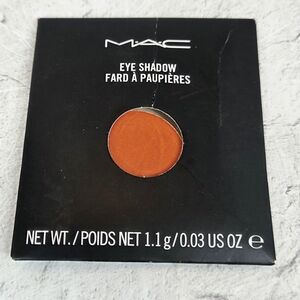 MAC
EYE SHADOW
FARD À PAUPIÈRES
NET WT./POIDS NET 1.1 g/0.03 US OZ ℮